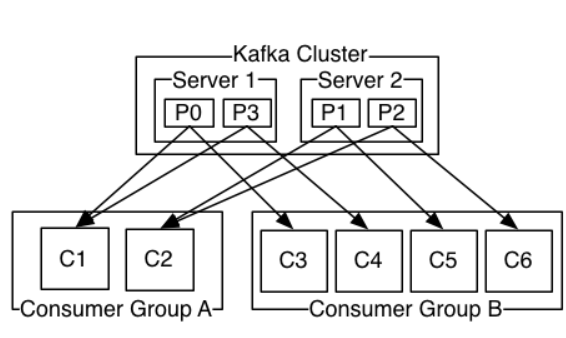 Kafka Cluster
Server 1
Server 2
P0
P3
P1
P2
C1
C2
C3
C4
C5
C6
Consumer Group A
Consumer Group B